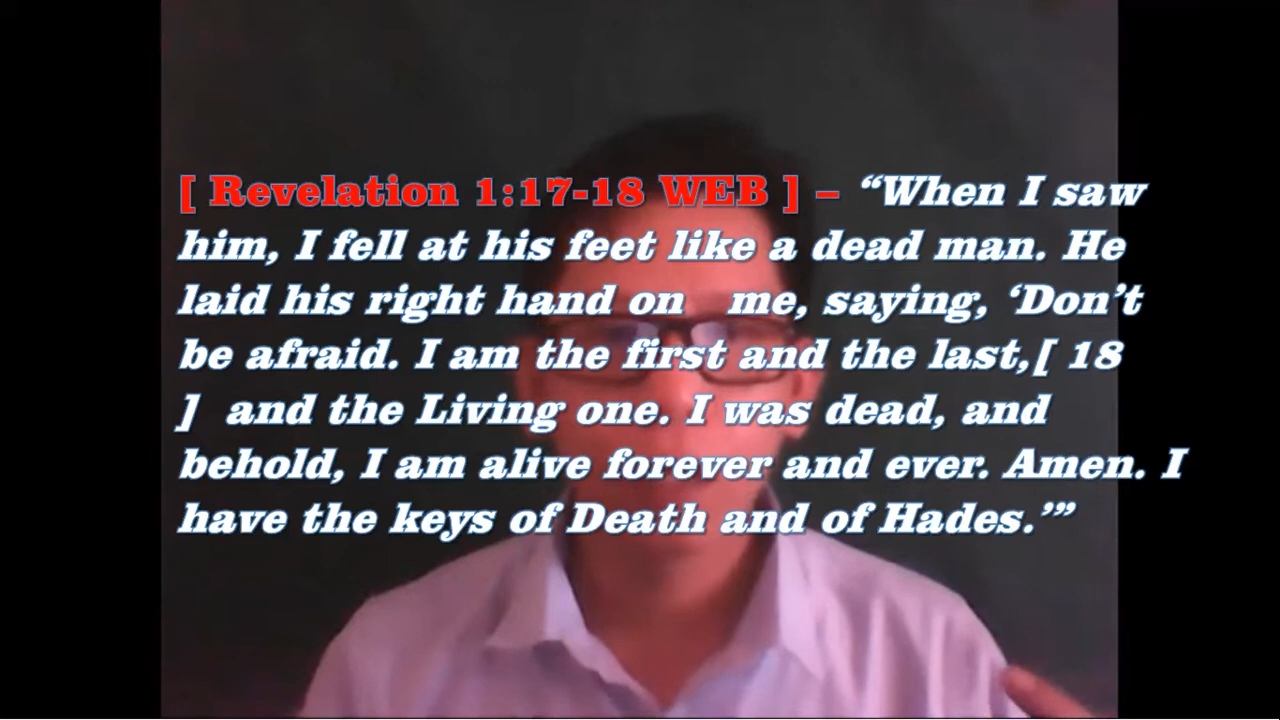 [ Revelation 1:17-18 WEB ] – “When I saw
him, I fell at his feet like a dead man. He
laid his right hand on me, saying, ‘Don’t
be afraid. I am the first and the last,[ 18
] and the Living one. I was dead, and
behold, I am alive forever and ever. Amen. I
have the keys of Death and of Hades.’”